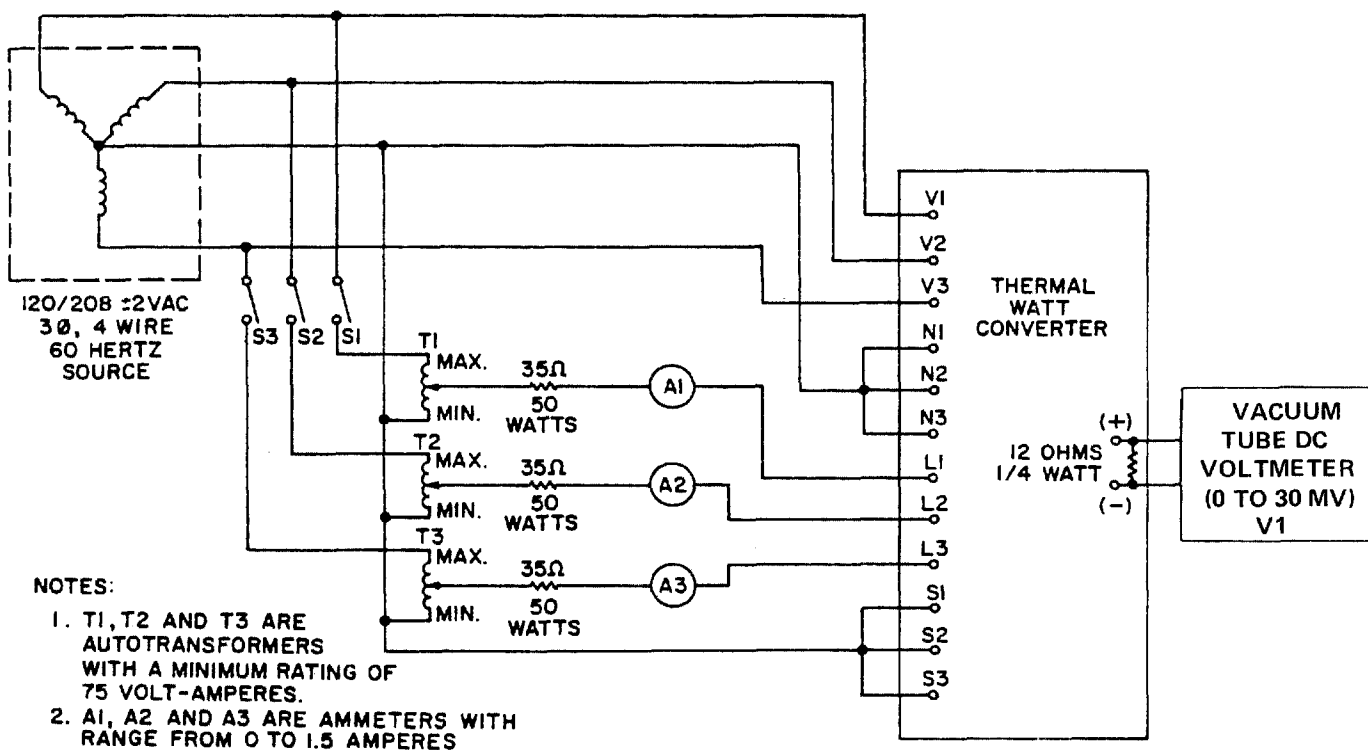 120/208 ±2VAC
3Ø, 4 WIRE
60 HERTZ
SOURCE
S3
S2
S1
T1
MAX.
MIN.
35Ω
50
WATTS
A1
T2
MAX.
MIN.
35Ω
50
WATTS
A2
T3
MAX.
MIN.
35Ω
50
WATTS
A3
V1
V2
V3
N1
N2
N3
L1
L2
L3
S1
S2
S3
THERMAL
WATT
CONVERTER
12 OHMS
1/4 WATT
(+)
(-)
VACUUM
TUBE DC
VOLTMETER
(0 TO 30 MV)
V1
NOTES:
1. T1, T2 AND T3 ARE
AUTOTRANSFORMERS
WITH A MINIMUM RATING OF
75 VOLT-AMPERES.
2. A1, A2 AND A3 ARE AMMETERS WITH
RANGE FROM 0 TO 1.5 AMPERES